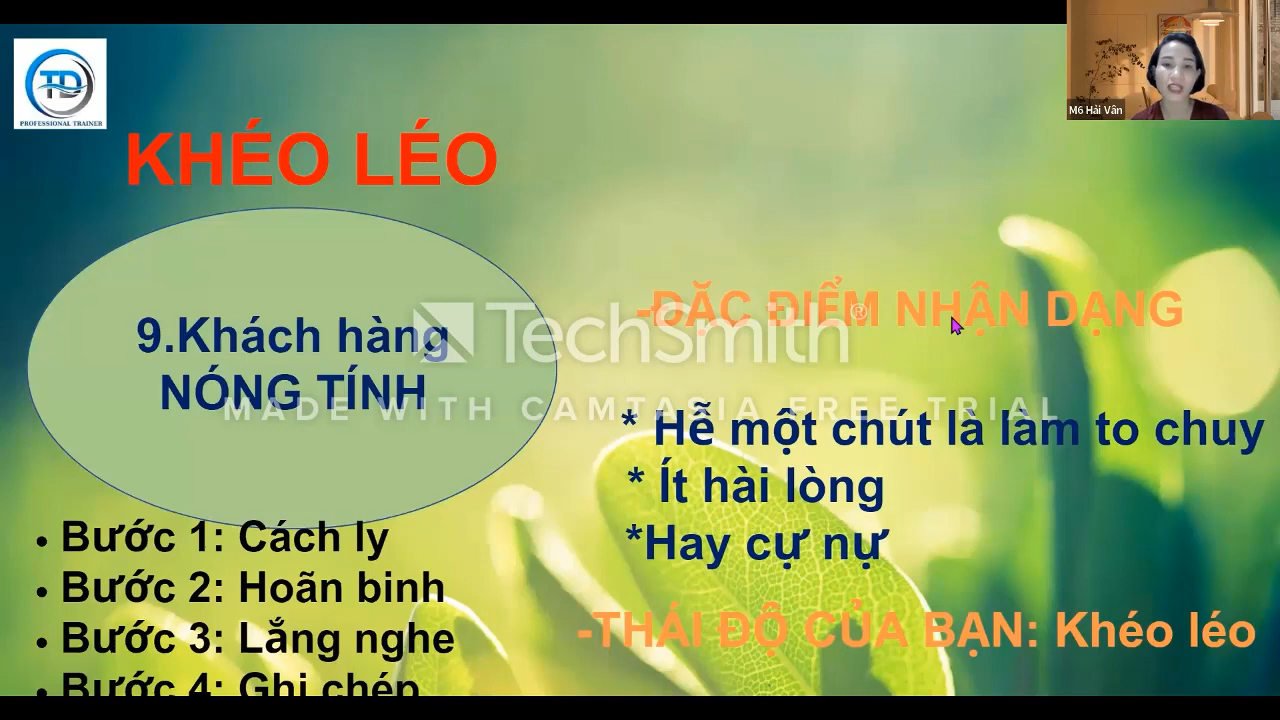 TD
PROFESSIONAL TRAINER
M6 Hải Vân
KHÉO LÉO
9.Khách hàng
NÓNG TÍNH
-ĐẶC ĐIỂM NHẬN DẠNG
TechSmith®
MADE WITH CAMTASIA FREE TRIAL
* Hễ một chút là làm to chuy
* Ít hài lòng
*Hay cự nự
-THÁI ĐỘ CỦA BẠN: Khéo léo
• Bước 1: Cách ly
• Bước 2: Hoãn binh
• Bước 3: Lắng nghe
• Bước 4: Ghi chép